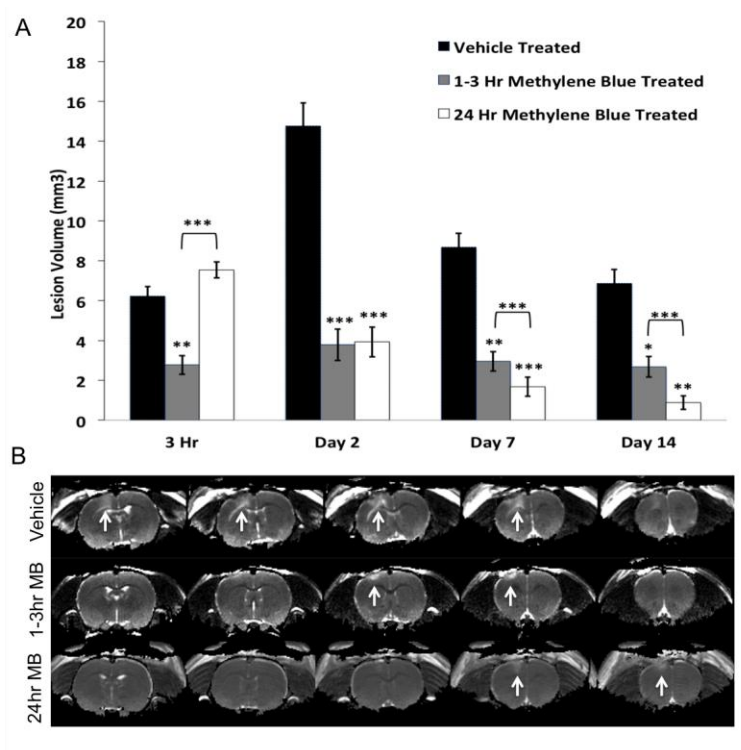 A
20
18
16
14
12
10
8
6
4
2
0
Lesion Volume (mm3)
Vehicle Treated
1-3 Hr Methylene Blue Treated
24 Hr Methylene Blue Treated
***
**
*** ***
***
**
***
***
*
**
3 Hr Day 2 Day 7 Day 14
B
Vehicle
1-3hr MB
24hr MB